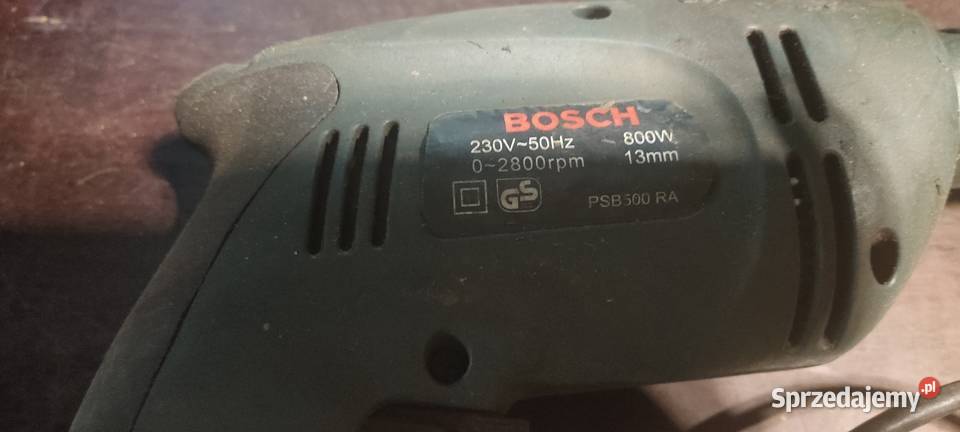 BOSCH
230V~50Hz 800W
0~2800rpm 13mm
GS PSB500 RA
Sprzedajemy.pl